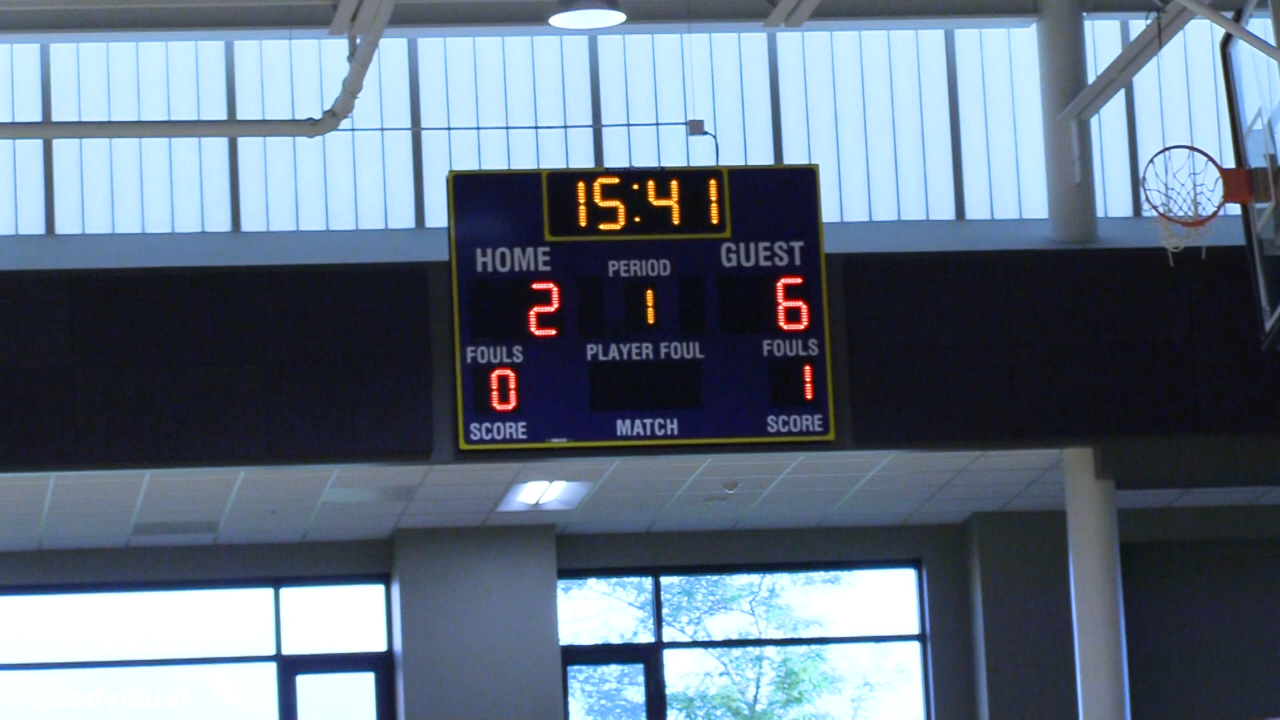 15:41
HOME PERIOD GUEST
2 1 6
FOULS PLAYER FOUL FOULS
0 1
SCORE MATCH SCORE